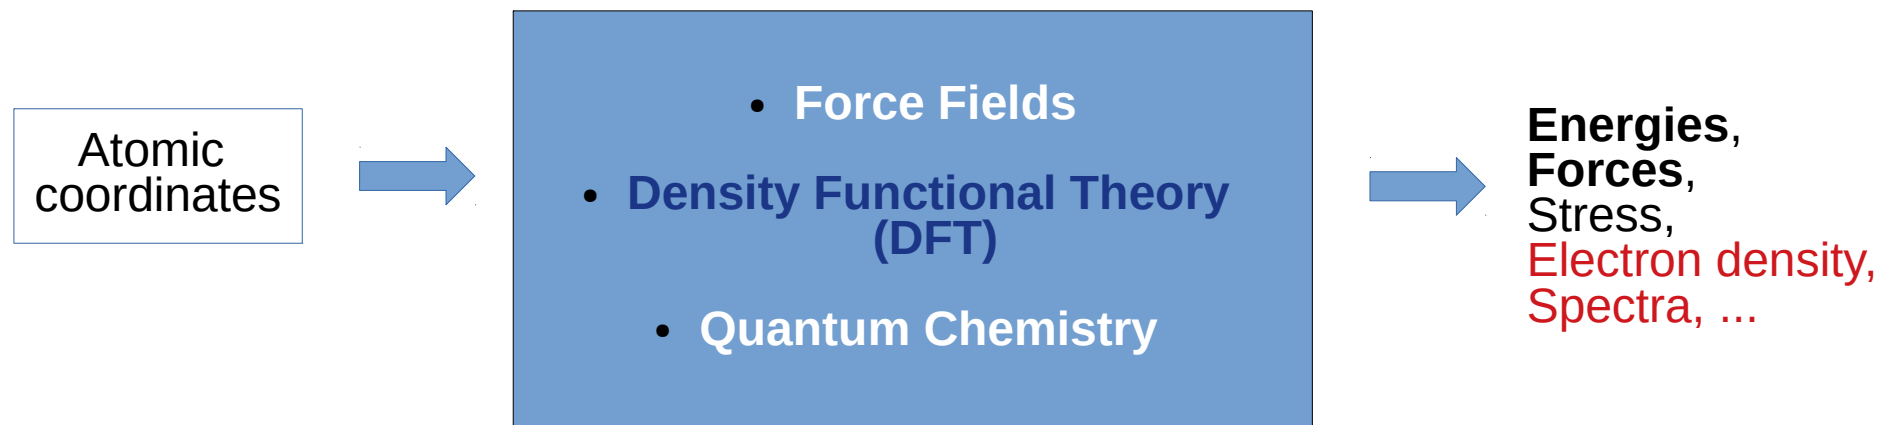 Atomic
coordinates
• Force Fields
• Density Functional Theory
(DFT)
• Quantum Chemistry
Energies,
Forces,
Stress,
Electron density,
Spectra, ...